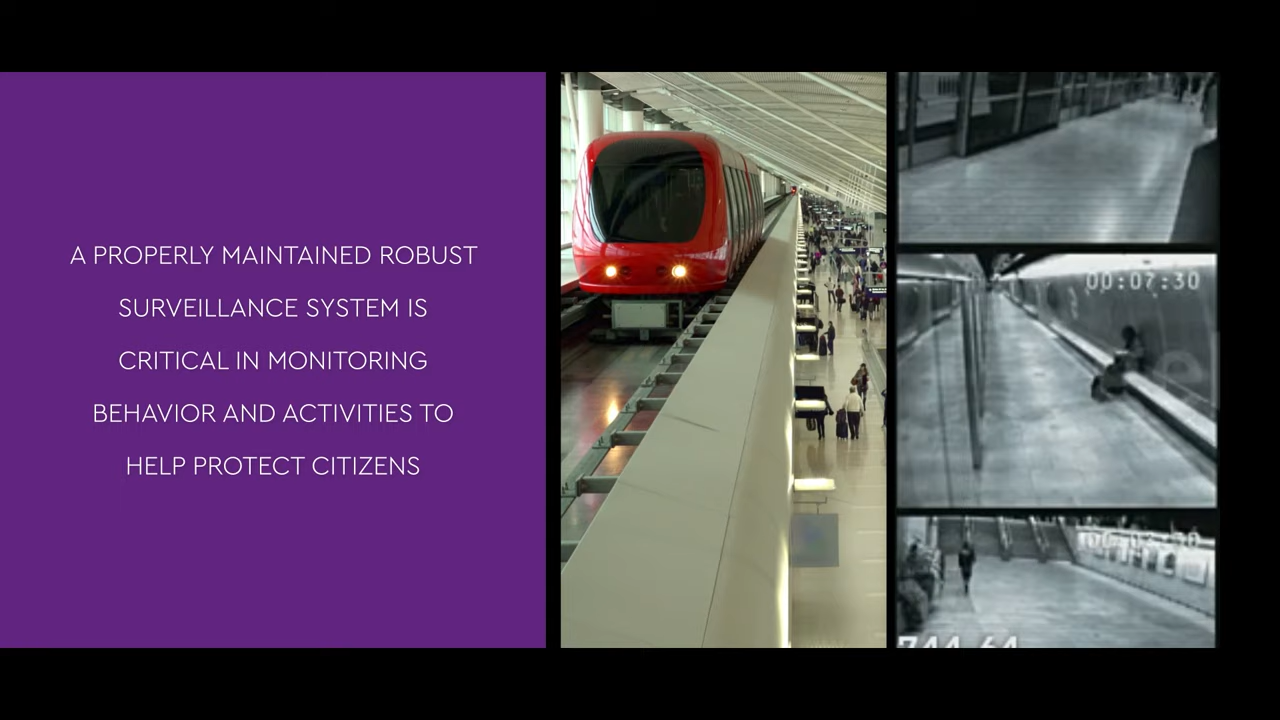 A PROPERLY MAINTAINED ROBUST
SURVEILLANCE SYSTEM IS
CRITICAL IN MONITORING
BEHAVIOR AND ACTIVITIES TO
HELP PROTECT CITIZENS
00:07:30